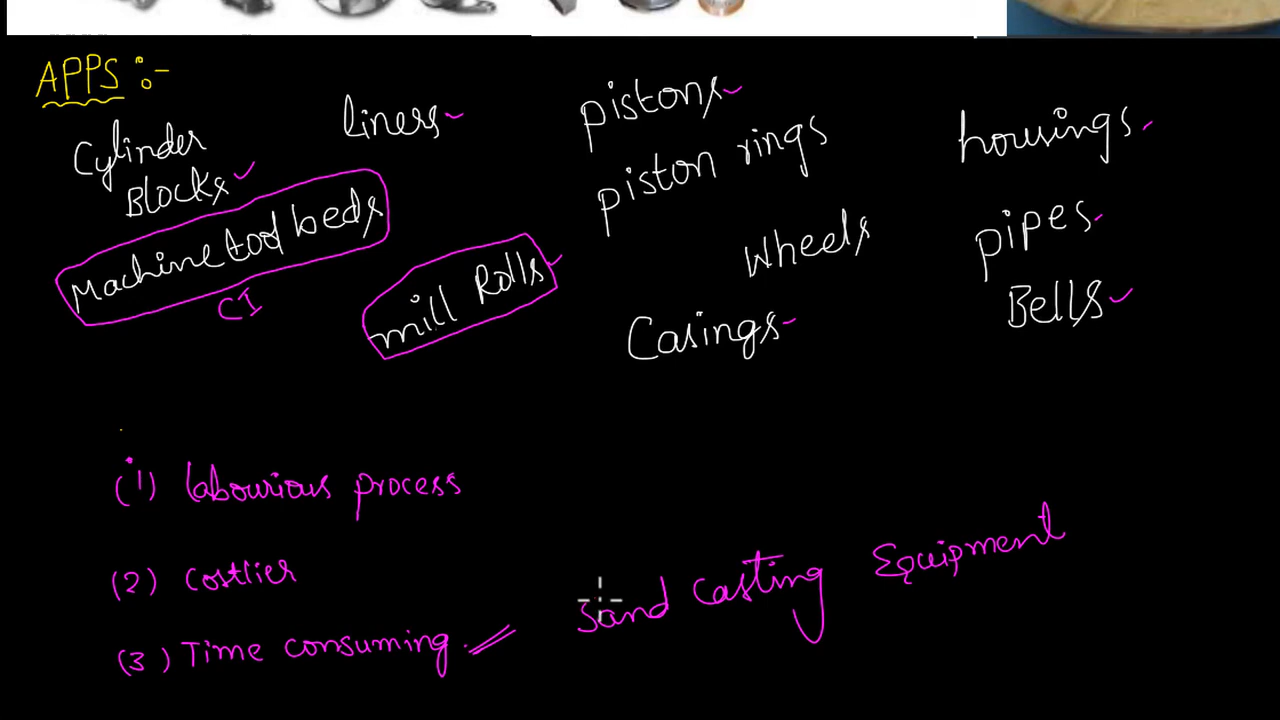 APPS :-
Cylinder
Blocks
liners
pistons
piston rings
housings
Machine tool beds
CI
mill Rolls
Wheels
pipes
Casings
Bells
(1) labourious process
(2) costlier
(3) Time consuming.
Sand Casting Equipment